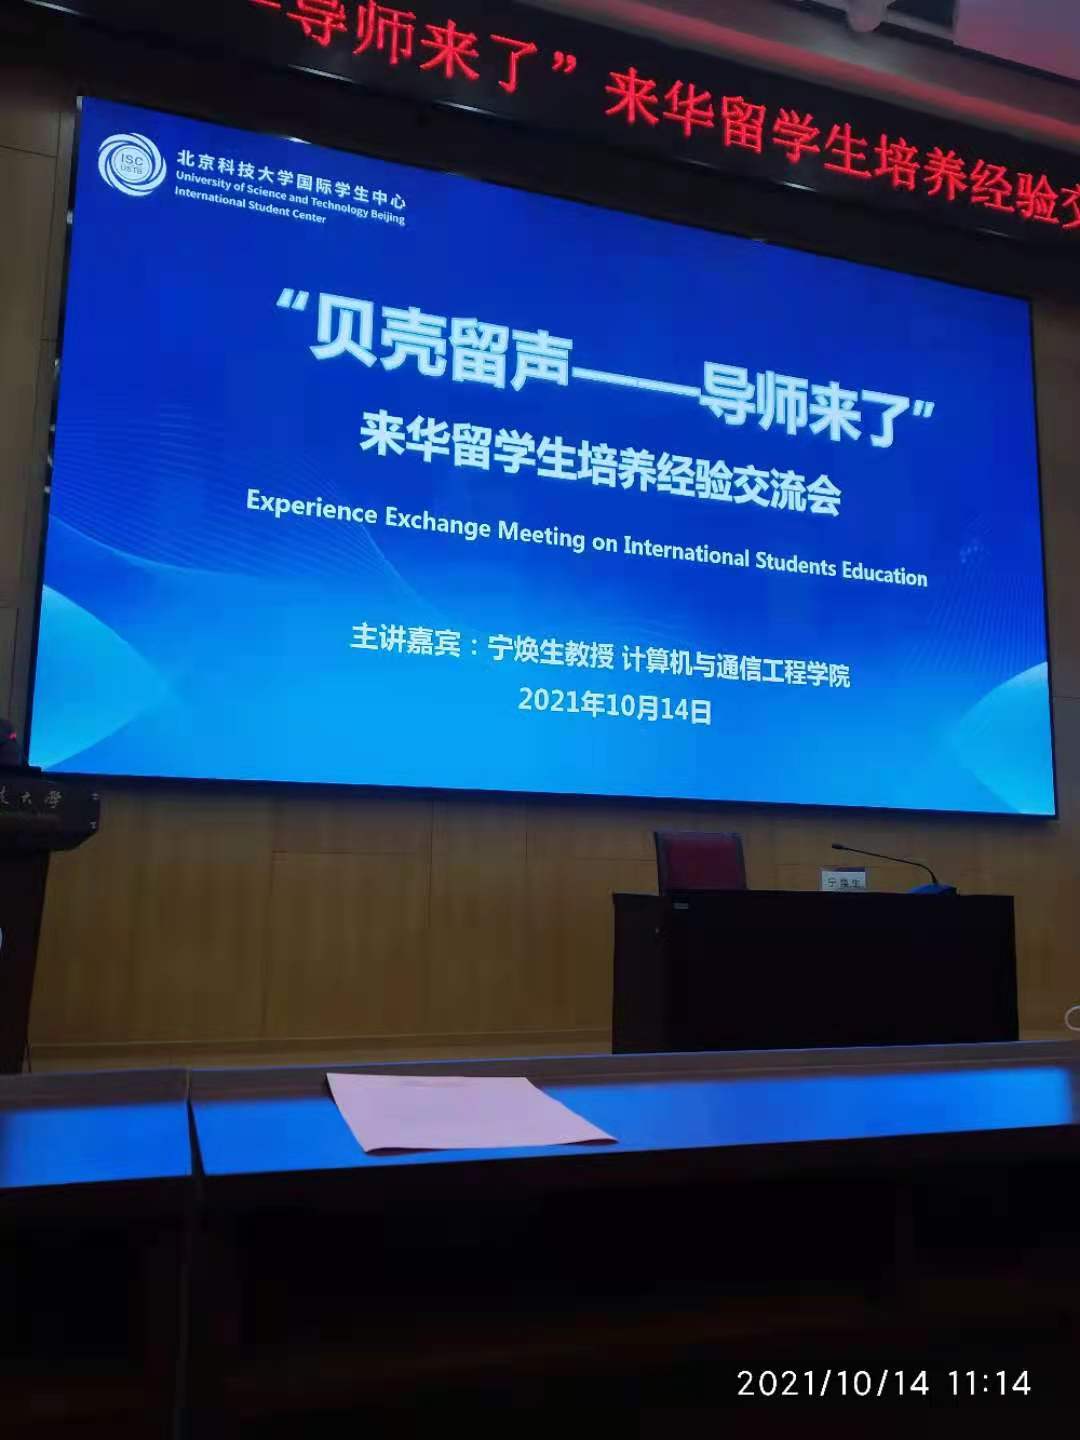 导师来了”来华留学生培养经验交
ISC
USTB
北京科技大学国际学生中心
University of Science and Technology Beijing
International Student Center
“贝壳留声——导师来了”
来华留学生培养经验交流会
Experience Exchange Meeting on International Students Education
主讲嘉宾：宁焕生教授 计算机与通信工程学院
2021年10月14日
大学
宁焕生
2021/10/14 11:14